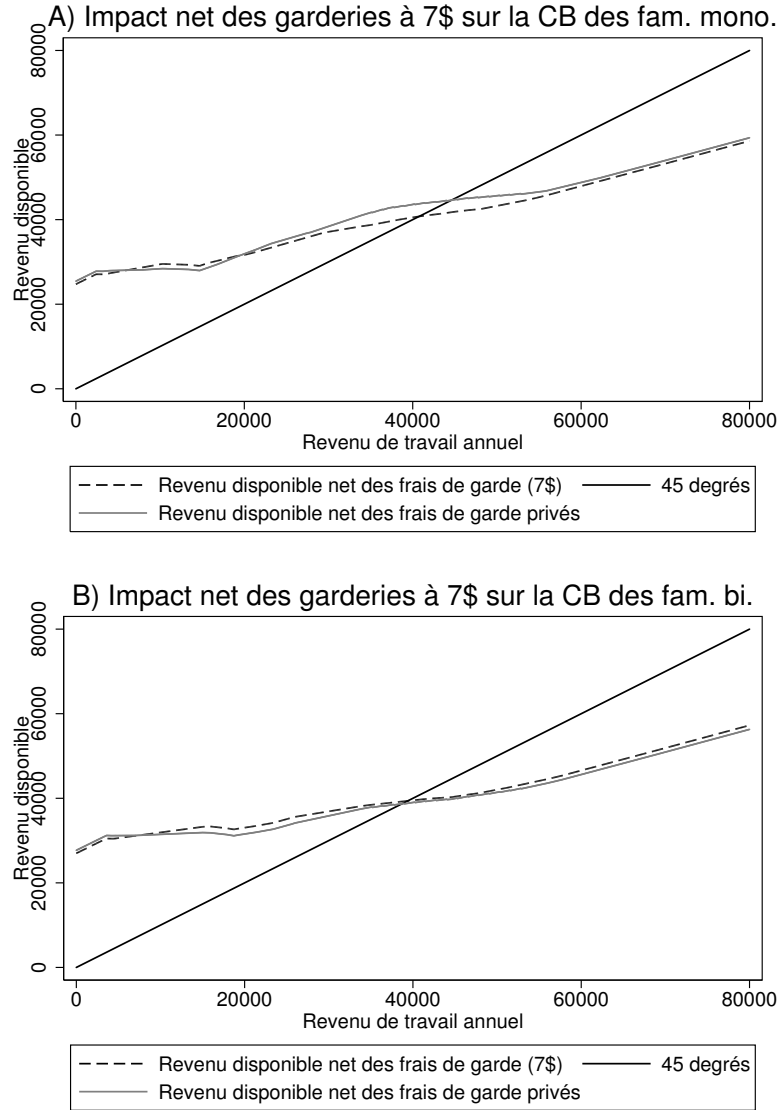 A) Impact net des garderies à 7$ sur la CB des fam. mono.
Revenu disponible
80000
60000
40000
20000
0
0 20000 40000 60000 80000
Revenu de travail annuel
Revenu disponible net des frais de garde (7$) 45 degrés
Revenu disponible net des frais de garde privés
B) Impact net des garderies à 7$ sur la CB des fam. bi.
Revenu disponible
80000
60000
40000
20000
0
0 20000 40000 60000 80000
Revenu de travail annuel
Revenu disponible net des frais de garde (7$) 45 degrés
Revenu disponible net des frais de garde privés